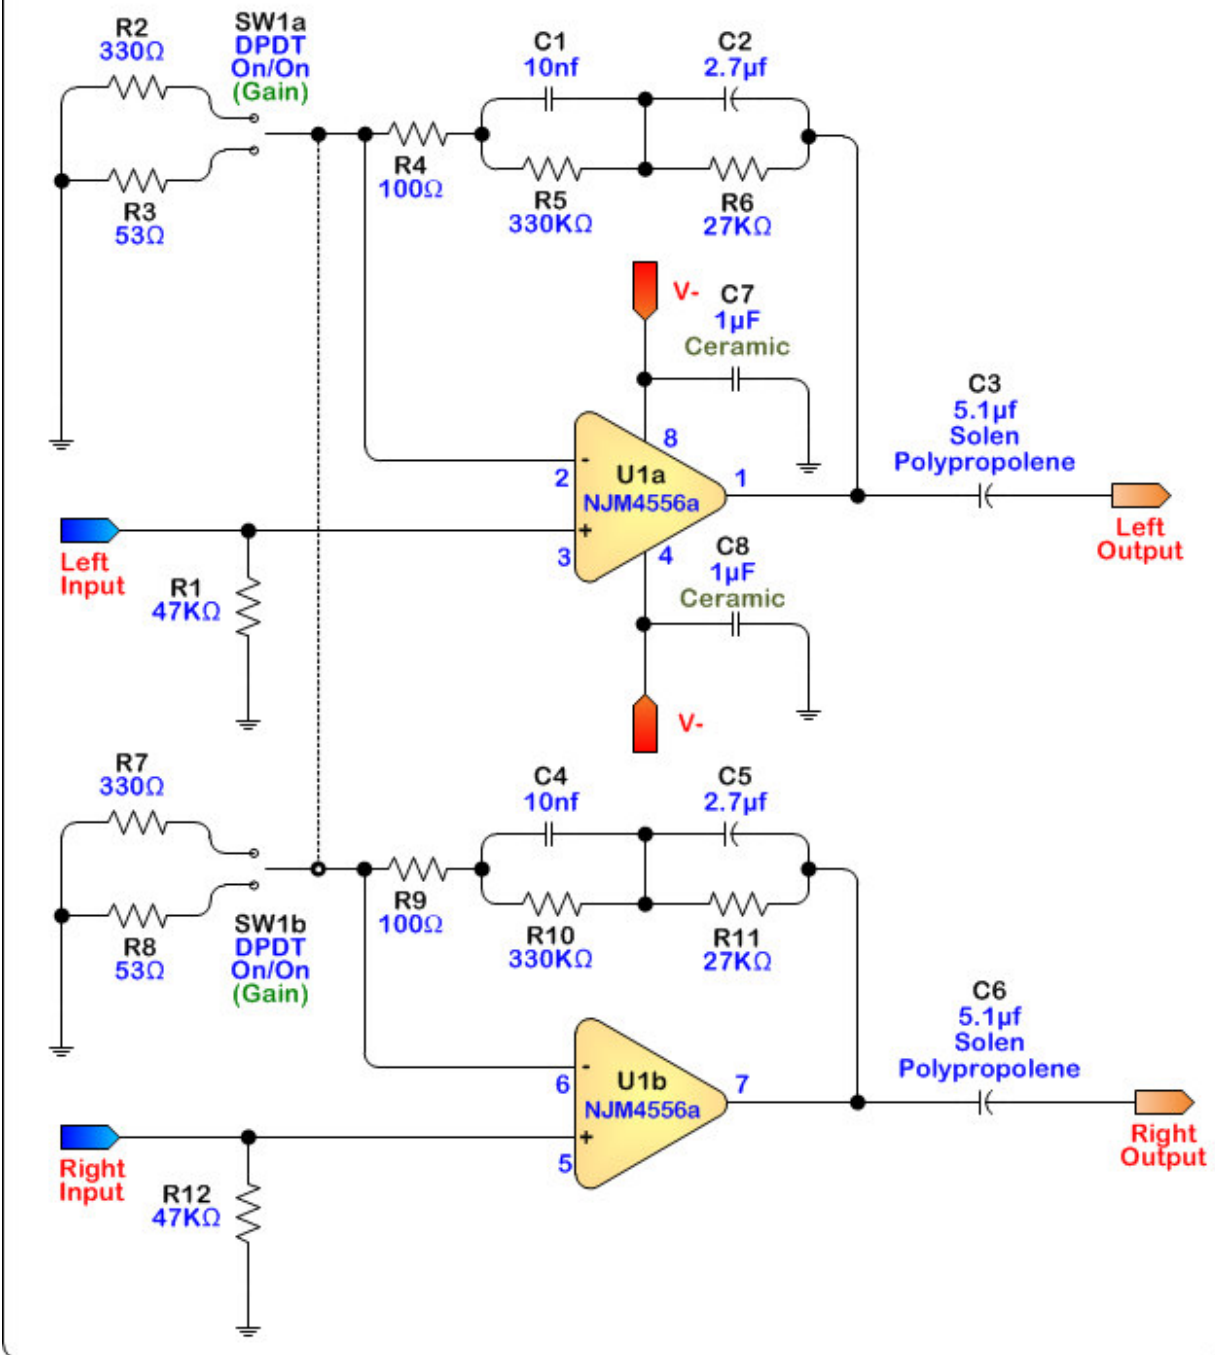 R2
330Ω
SW1a
DPDT
On/On
(Gain)
C1
10nf
C2
2.7µf
R4
100Ω
R3
53Ω
R5
330KΩ
R6
27KΩ
V-
C7
1µF
Ceramic
C3
5.1µf
Solen
Polypropolene
8
-
2
U1a
NJM4556a
1
+
3
4
Left
Input
Left
Output
C8
1µF
Ceramic
R1
47KΩ
V-
R7
330Ω
C4
10nf
C5
2.7µf
R9
100Ω
R8
53Ω
SW1b
DPDT
On/On
(Gain)
R10
330KΩ
R11
27KΩ
C6
5.1µf
Solen
Polypropolene
-
6
U1b
NJM4556a
7
+
5
Right
Input
Right
Output
R12
47KΩ